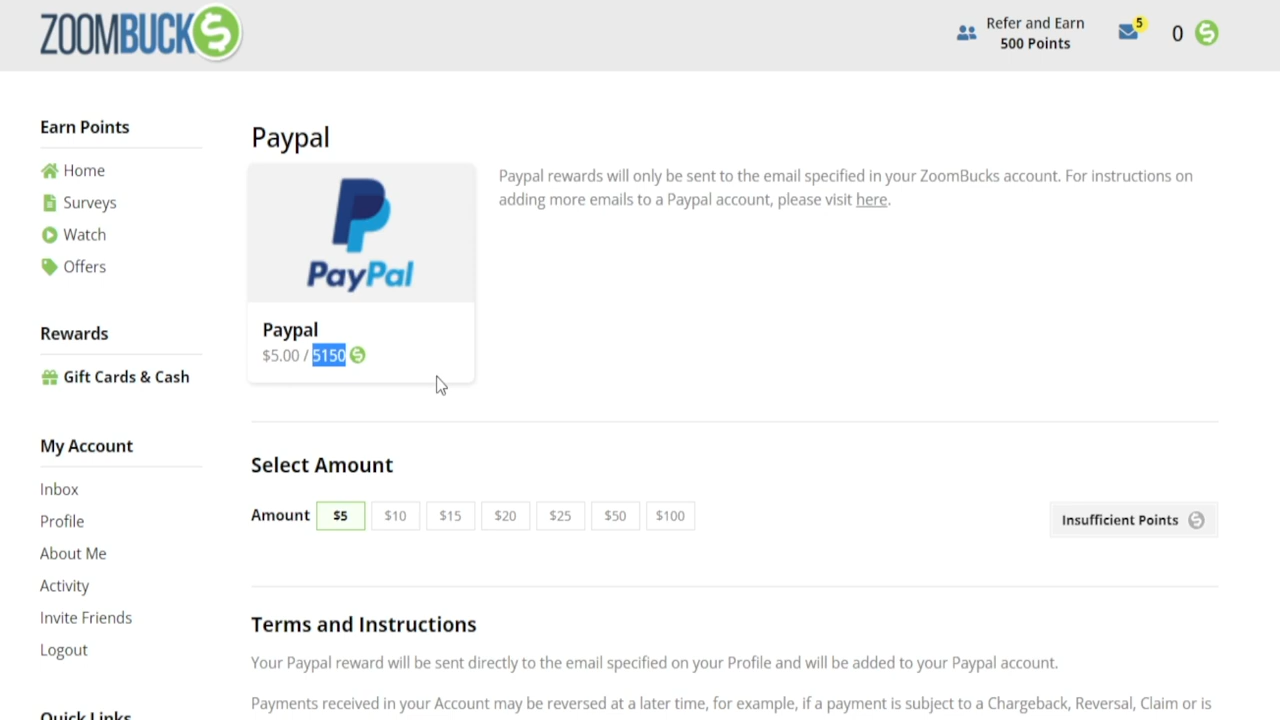 ZOOMBUCK$
Refer and Earn
500 Points
5
0
Earn Points
Home
Surveys
Watch
Offers
Rewards
Gift Cards & Cash
My Account
Inbox
Profile
About Me
Activity
Invite Friends
Logout
Quick Links
Paypal
PayPal
Paypal
$5.00 / 5150
Paypal rewards will only be sent to the email specified in your ZoomBucks account. For instructions on
adding more emails to a Paypal account, please visit here.
Select Amount
Amount $5 $10 $15 $20 $25 $50 $100
Insufficient Points
Terms and Instructions
Your Paypal reward will be sent directly to the email specified on your Profile and will be added to your Paypal account.
Payments received in your Account may be reversed at a later time, for example, if a payment is subject to a Chargeback, Reversal, Claim or is